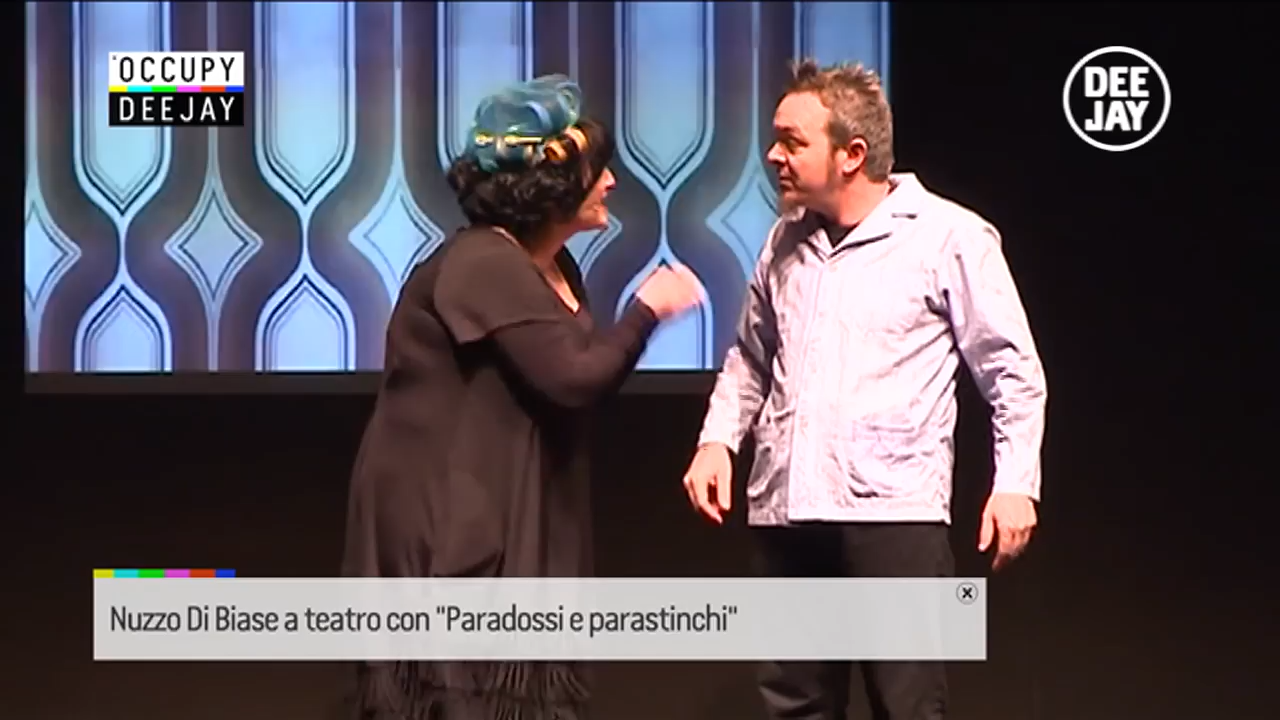 OCCUPY
DEEJAY
DEE
JAY
Nuzzo Di Biase a teatro con "Paradossi e parastinchi"